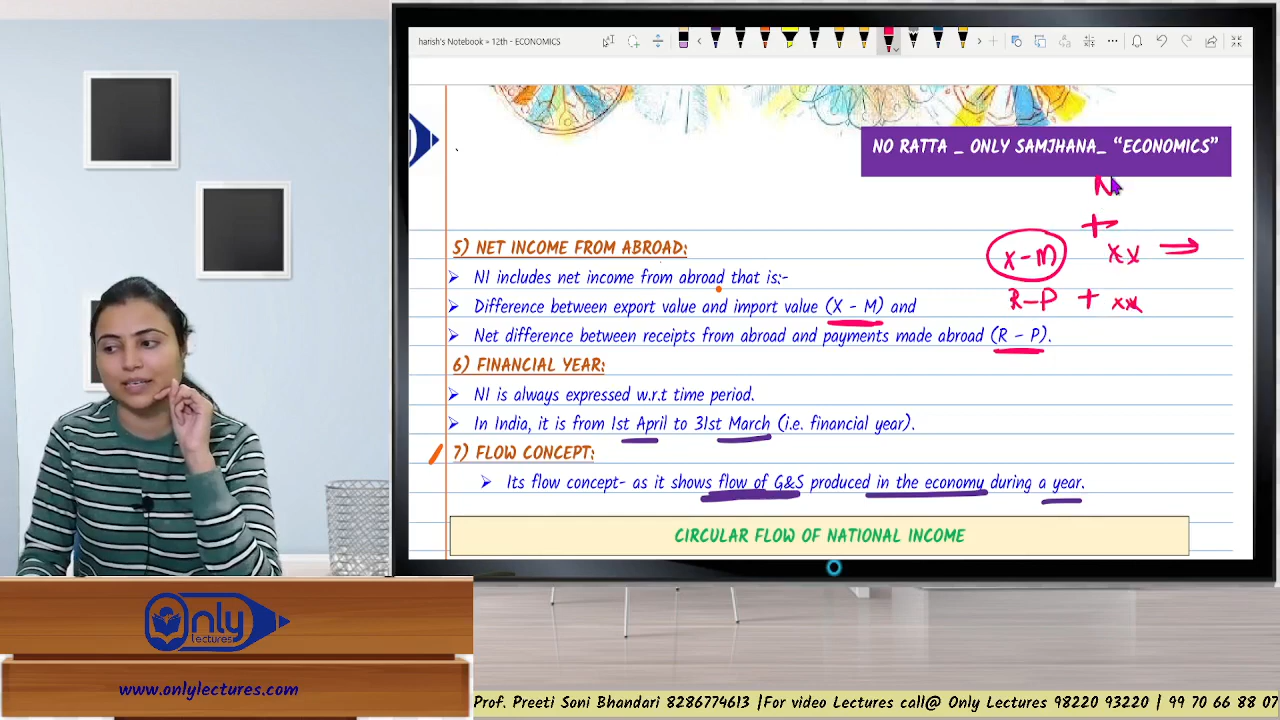 harish's Notebook » 12th - ECONOMICS
NO RATTA _ ONLY SAMJHANA_ "ECONOMICS"
N
+
X-M xx →
R-P + xx
5) NET INCOME FROM ABROAD:
➤ NI includes net income from abroad that is:-
➤ Difference between export value and import value (X - M) and
➤ Net difference between receipts from abroad and payments made abroad (R - P).
6) FINANCIAL YEAR:
➤ NI is always expressed w.r.t time period.
➤ In India, it is from 1st April to 31st March (i.e. financial year).
7) FLOW CONCEPT:
➤ Its flow concept- as it shows flow of G&S produced in the economy during a year.
CIRCULAR FLOW OF NATIONAL INCOME
Only
lectures
www.onlylectures.com
Prof. Preeti Soni Bhandari 8286774613 |For video Lectures call@ Only Lectures 98220 93220 | 99 70 66 88 07